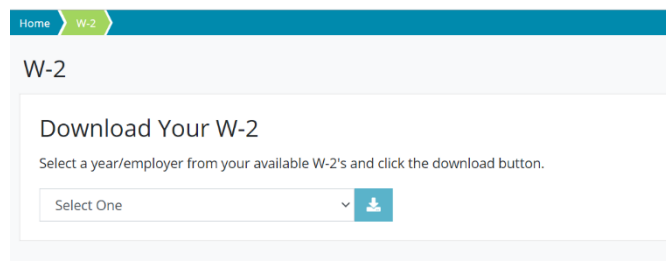 Home W-2
W-2
Download Your W-2
Select a year/employer from your available W-2's and click the download button.
Select One